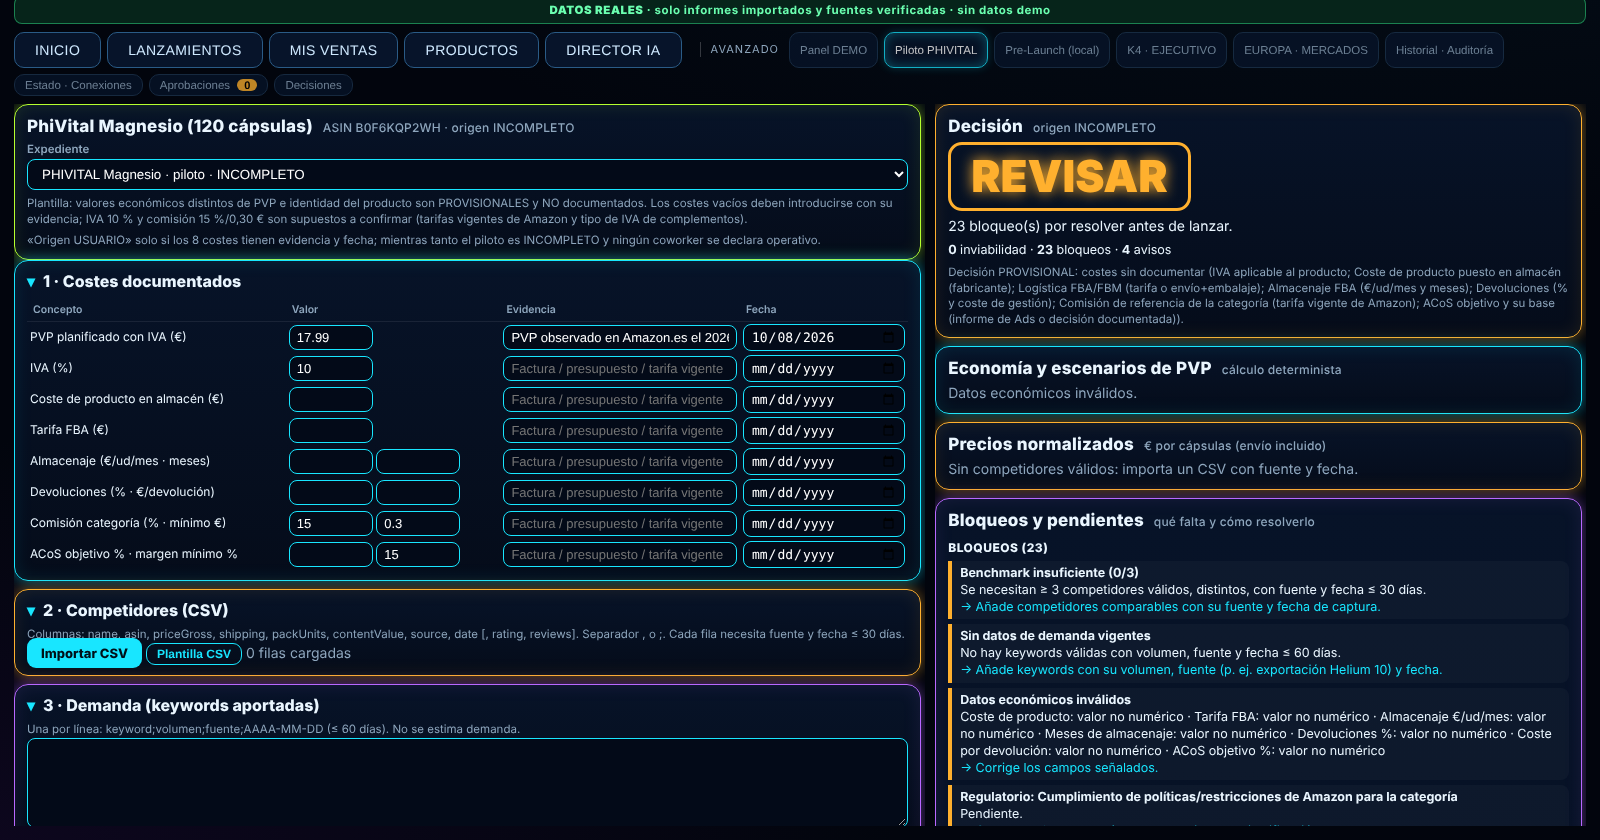 DATOS REALES · solo informes importados y fuentes verificadas · sin datos demo
INICIO
LANZAMIENTOS
MIS VENTAS
PRODUCTOS
DIRECTOR IA
AVANZADO
Panel DEMO
Piloto PHIVITAL
Pre-Launch (local)
K4 · EJECUTIVO
EUROPA · MERCADOS
Historial · Auditoría
Estado · Conexiones
Aprobaciones 0
Decisiones
PhiVital Magnesio (120 cápsulas) ASIN B0F6KQP2WH · origen INCOMPLETO
Expediente
PHIVITAL Magnesio · piloto · INCOMPLETO
Plantilla: valores económicos distintos de PVP e identidad del producto son PROVISIONALES y NO documentados. Los costes vacíos deben introducirse con su
evidencia; IVA 10 % y comisión 15 %/0,30 € son supuestos a confirmar (tarifas vigentes de Amazon y tipo de IVA de complementos).
«Origen USUARIO» solo si los 8 costes tienen evidencia y fecha; mientras tanto el piloto es INCOMPLETO y ningún coworker se declara operativo.
▼ 1 · Costes documentados
Concepto Valor Evidencia Fecha
PVP planificado con IVA (€) 17.99 PVP observado en Amazon.es el 2026 10/08/2026
IVA (%) 10 Factura / presupuesto / tarifa vigente mm/dd/yyyy
Coste de producto en almacén (€) Factura / presupuesto / tarifa vigente mm/dd/yyyy
Tarifa FBA (€) Factura / presupuesto / tarifa vigente mm/dd/yyyy
Almacenaje (€/ud/mes · meses) Factura / presupuesto / tarifa vigente mm/dd/yyyy
Devoluciones (% · €/devolución) Factura / presupuesto / tarifa vigente mm/dd/yyyy
Comisión categoría (% · mínimo €) 15 0.3 Factura / presupuesto / tarifa vigente mm/dd/yyyy
ACoS objetivo % · margen mínimo % 15 Factura / presupuesto / tarifa vigente mm/dd/yyyy
▼ 2 · Competidores (CSV)
Columnas: name, asin, priceGross, shipping, packUnits, contentValue, source, date [, rating, reviews]. Separador , o ;. Cada fila necesita fuente y fecha ≤ 30 días.
Importar CSV Plantilla CSV 0 filas cargadas
▼ 3 · Demanda (keywords aportadas)
Una por línea: keyword;volumen;fuente;AAAA-MM-DD (≤ 60 días). No se estima demanda.
Decisión origen INCOMPLETO
REVISAR
23 bloqueo(s) por resolver antes de lanzar.
0 inviabilidad · 23 bloqueos · 4 avisos
Decisión PROVISIONAL: costes sin documentar (IVA aplicable al producto; Coste de producto puesto en almacén
(fabricante); Logística FBA/FBM (tarifa o envío+embalaje); Almacenaje FBA (€/ud/mes y meses); Devoluciones (%
y coste de gestión); Comisión de referencia de la categoría (tarifa vigente de Amazon); ACoS objetivo y su base
(informe de Ads o decisión documentada)).
Economía y escenarios de PVP cálculo determinista
Datos económicos inválidos.
Precios normalizados € por cápsulas (envío incluido)
Sin competidores válidos: importa un CSV con fuente y fecha.
Bloqueos y pendientes qué falta y cómo resolverlo
BLOQUEOS (23)
Benchmark insuficiente (0/3)
Se necesitan ≥ 3 competidores válidos, distintos, con fuente y fecha ≤ 30 días.
→ Añade competidores comparables con su fuente y fecha de captura.
Sin datos de demanda vigentes
No hay keywords válidas con volumen, fuente y fecha ≤ 60 días.
→ Añade keywords con su volumen, fuente (p. ej. exportación Helium 10) y fecha.
Datos económicos inválidos
Coste de producto: valor no numérico · Tarifa FBA: valor no numérico · Almacenaje €/ud/mes: valor
no numérico · Meses de almacenaje: valor no numérico · Devoluciones %: valor no numérico · Coste
por devolución: valor no numérico · ACoS objetivo %: valor no numérico
→ Corrige los campos señalados.
Regulatorio: Cumplimiento de políticas/restricciones de Amazon para la categoría
Pendiente.